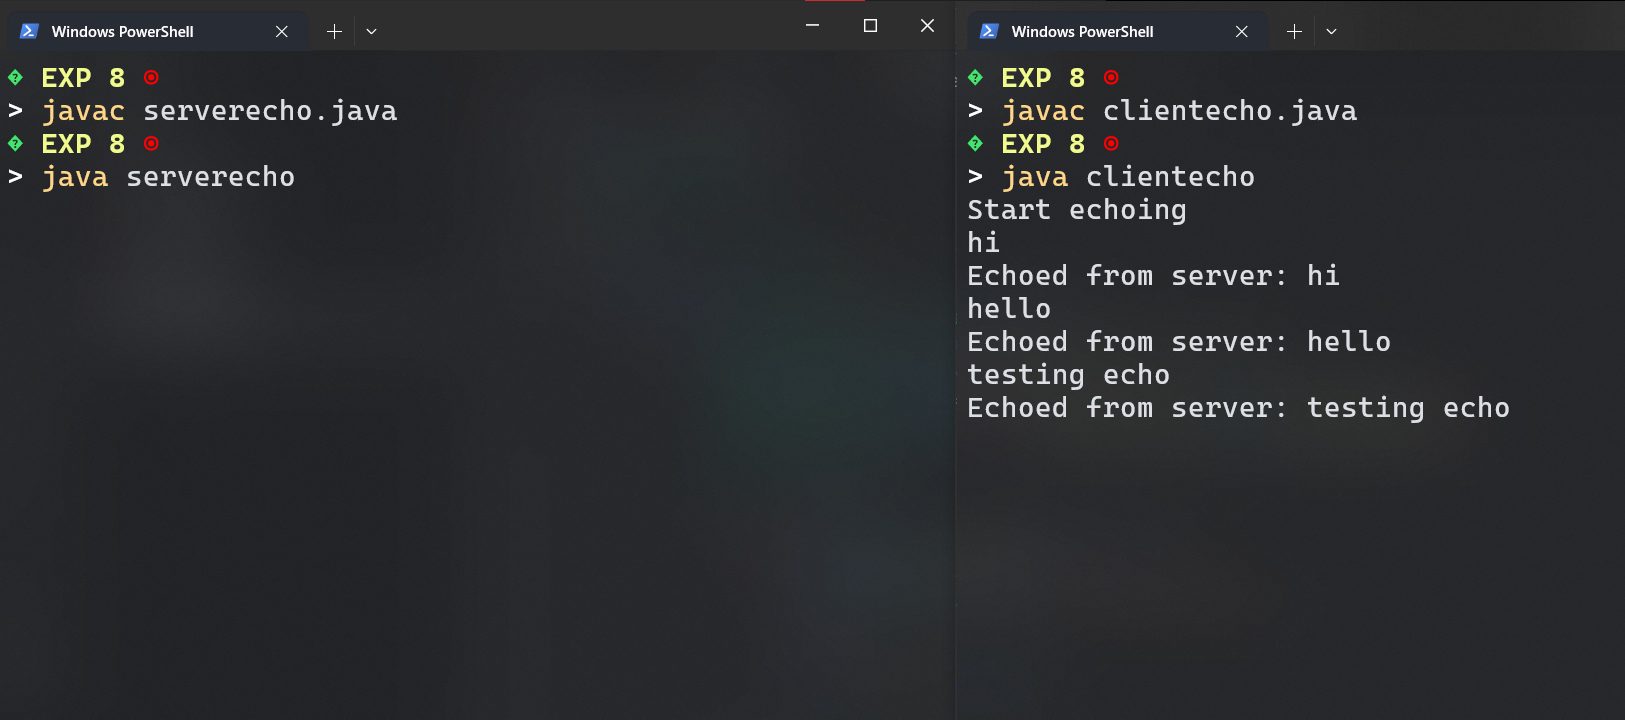 Windows PowerShell
EXP 8
> javac serverecho.java
EXP 8
> java serverecho
Windows PowerShell
EXP 8
> javac clientecho.java
EXP 8
> java clientecho
Start echoing
hi
Echoed from server: hi
hello
Echoed from server: hello
testing echo
Echoed from server: testing echo